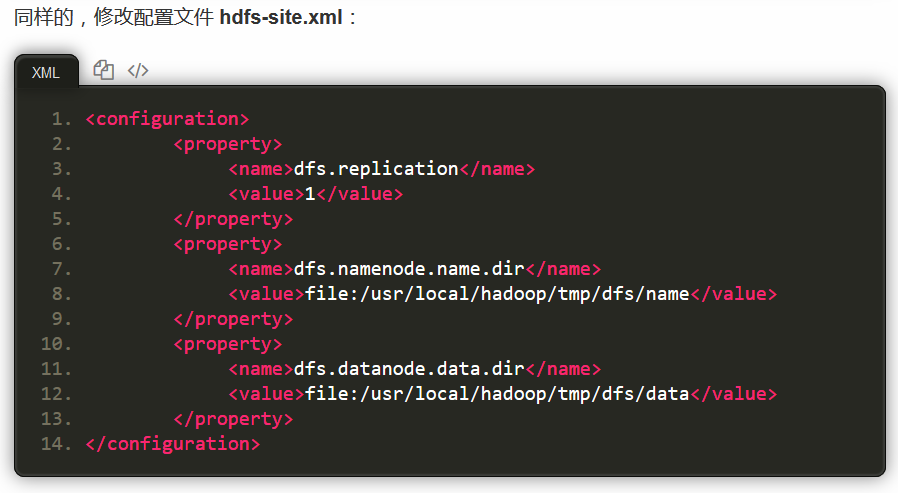 同样的，修改配置文件 hdfs-site.xml：
XML
1. <configuration>
2. <property>
3. <name>dfs.replication</name>
4. <value>1</value>
5. </property>
6. <property>
7. <name>dfs.namenode.name.dir</name>
8. <value>file:/usr/local/hadoop/tmp/dfs/name</value>
9. </property>
10. <property>
11. <name>dfs.datanode.data.dir</name>
12. <value>file:/usr/local/hadoop/tmp/dfs/data</value>
13. </property>
14. </configuration>